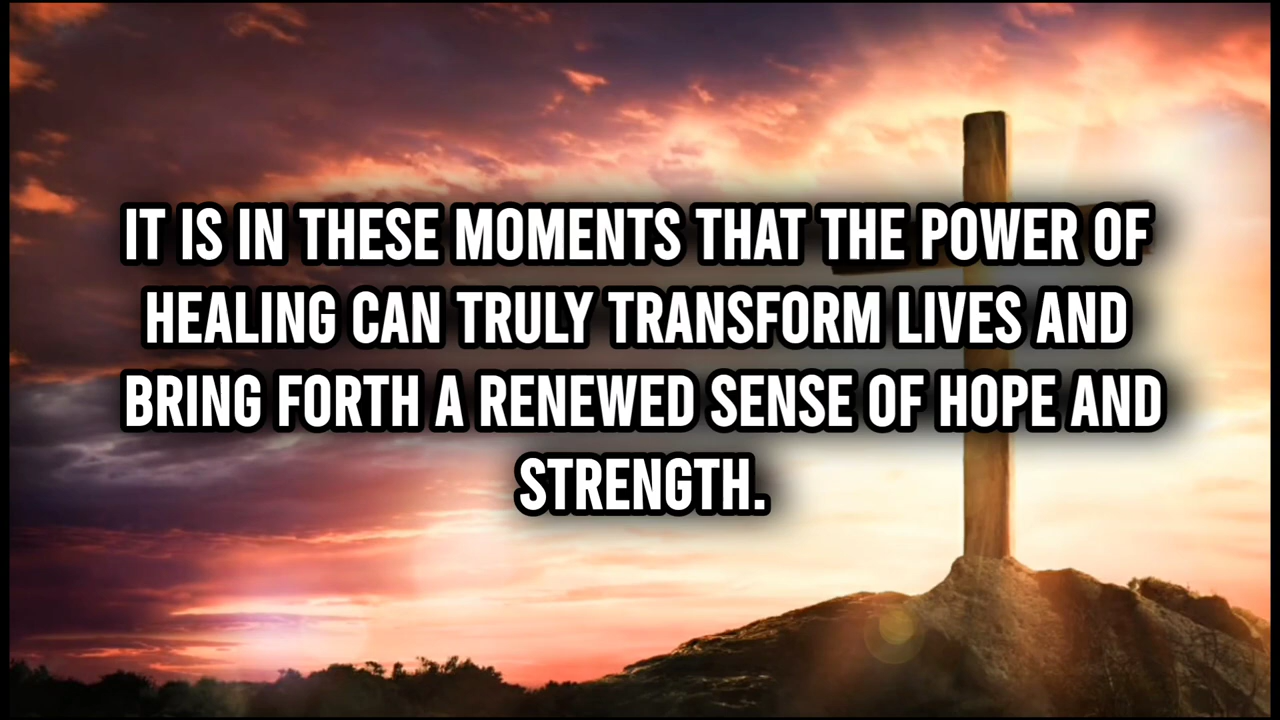 IT IS IN THESE MOMENTS THAT THE POWER OF
HEALING CAN TRULY TRANSFORM LIVES AND
BRING FORTH A RENEWED SENSE OF HOPE AND
STRENGTH.